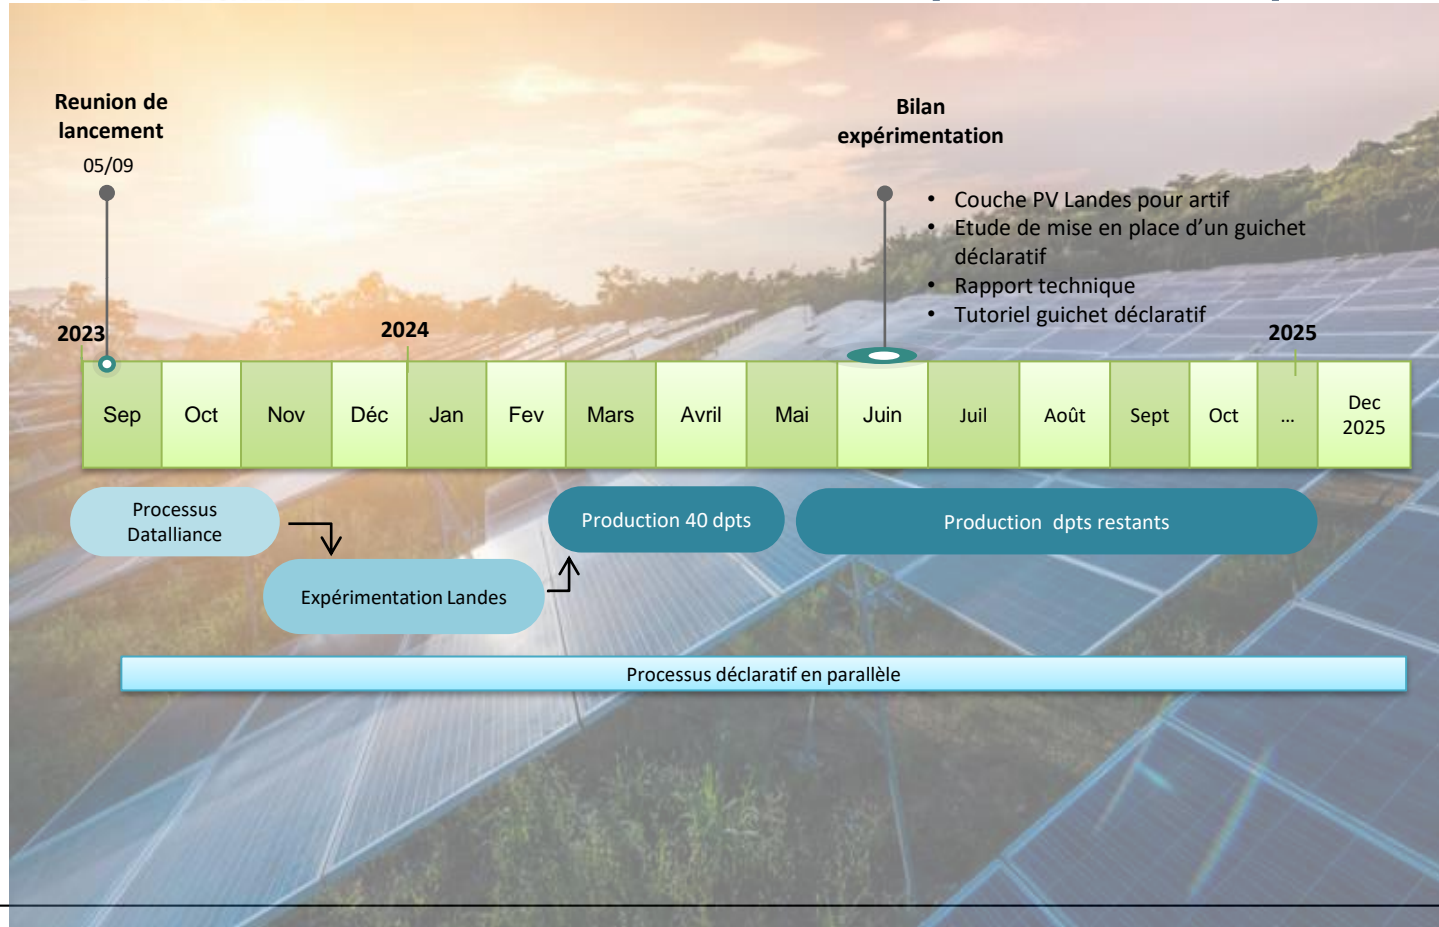 Reunion de
lancement
05/09
Bilan
expérimentation
• Couche PV Landes pour artif
• Etude de mise en place d’un guichet
déclaratif
• Rapport technique
• Tutoriel guichet déclaratif
2023
2024
2025
Sep
Oct
Nov
Déc
Jan
Fev
Mars
Avril
Mai
Juin
Juil
Août
Sept
Oct
...
Dec
2025
Processus
Datalliance
Production 40 dpts
Production dpts restants
Expérimentation Landes
Processus déclaratif en parallèle